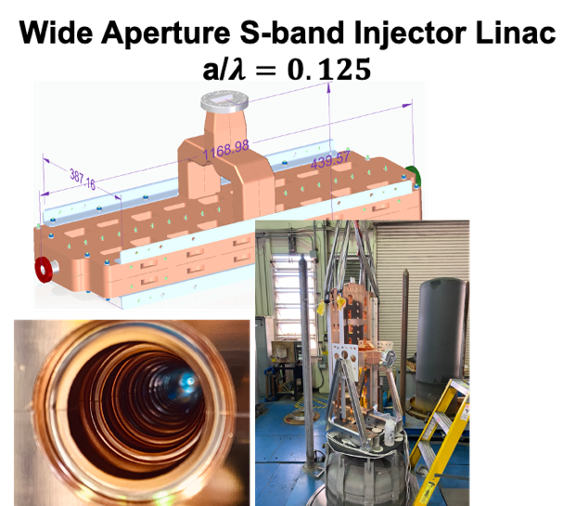 Wide Aperture S-band Injector Linac
a/λ = 0.125
1168.98
439.57
387.16